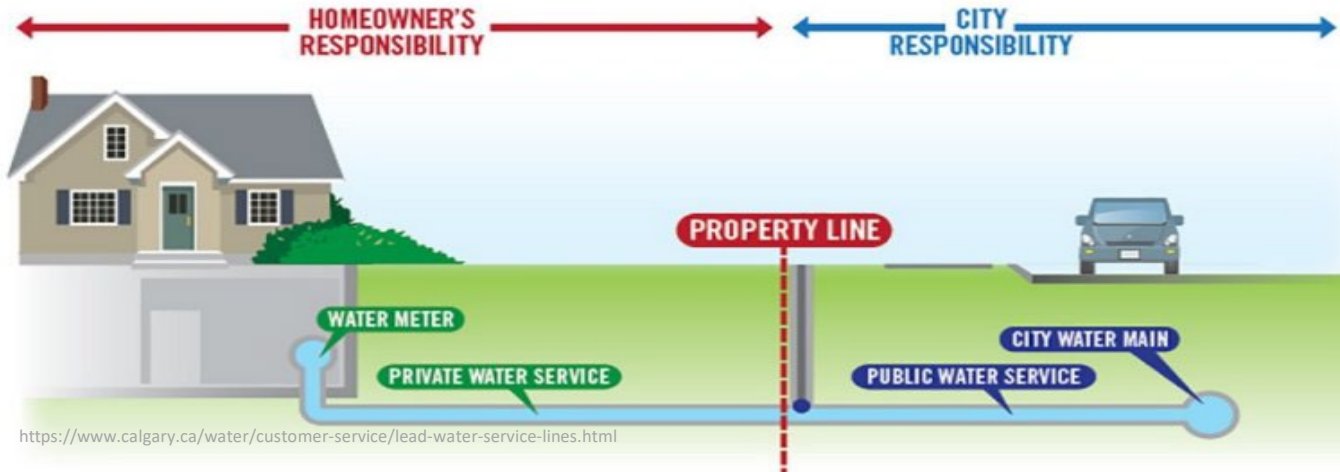 HOMEOWNER'S
RESPONSIBILITY
CITY
RESPONSIBILITY
PROPERTY LINE
WATER METER
CITY WATER MAIN
PRIVATE WATER SERVICE
PUBLIC WATER SERVICE
https://www.calgary.ca/water/customer-service/lead-water-service-lines.html